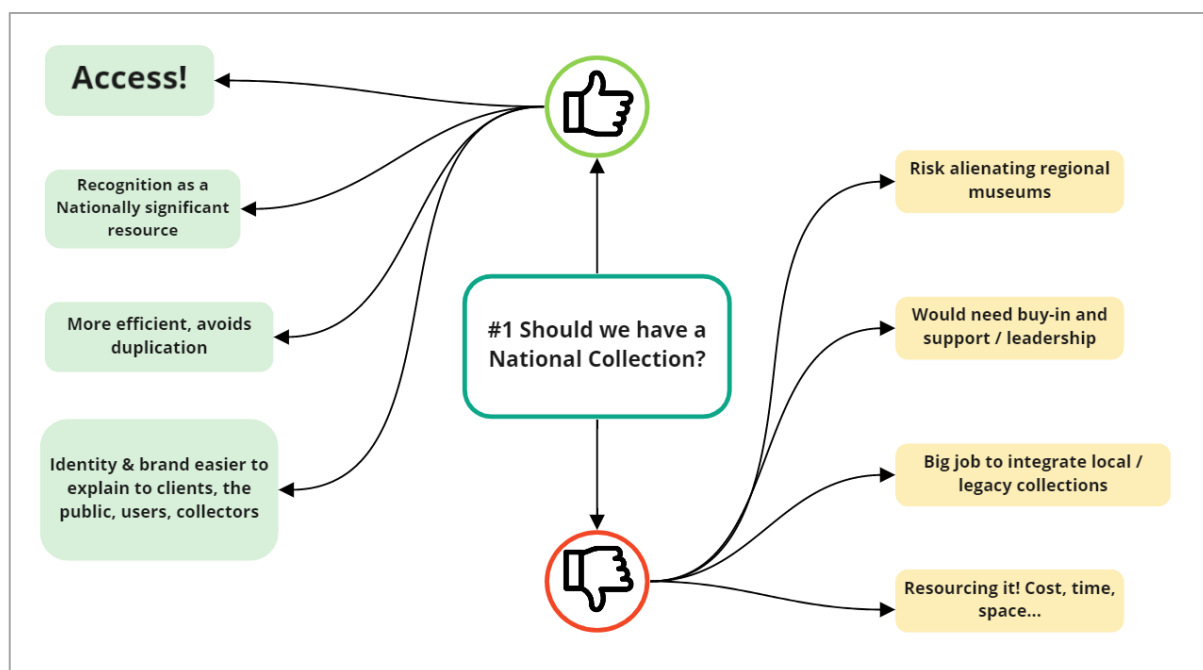 Access!
Recognition as a
Nationally significant
resource
More efficient, avoids
duplication
Identity & brand easier to
explain to clients, the
public, users, collectors
#1 Should we have a
National Collection?
Risk alienating regional
museums
Would need buy-in and
support / leadership
Big job to integrate local /
legacy collections
Resourcing it! Cost, time,
space...